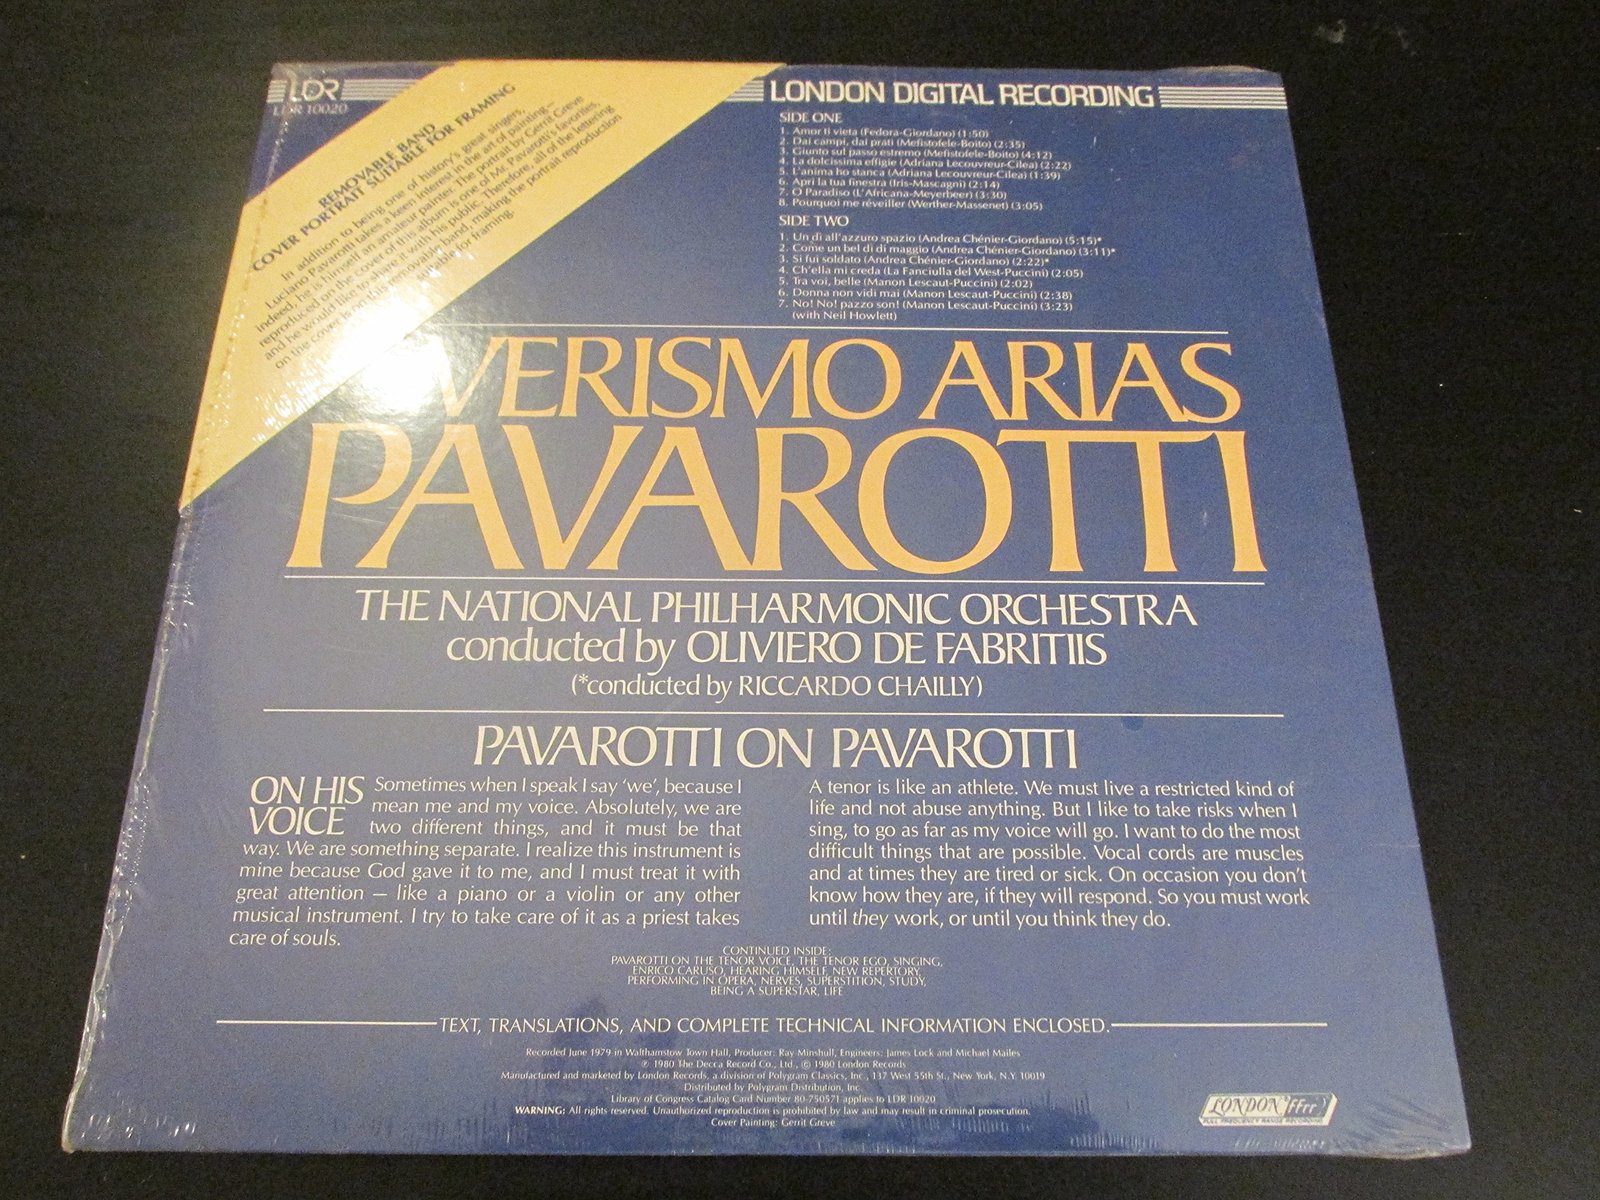 LDR
LDR 10020
REMOVABLE BAND
COVER PORTRAIT SUITABLE FOR FRAMING
In addition to being one of history's great singers,
Luciano Pavarotti takes a keen interest in the art of painting—
indeed, he is himself an amateur painter. The portrait by Gerrit Greve
reproduced on the cover of this album is one of Mr. Pavarotti's favorites,
and he would like to share it with his public. Therefore, all of the lettering
on the cover is on this removable band, making the portrait reproduction
suitable for framing.
LONDON DIGITAL RECORDING
SIDE ONE
1. Amor ti vieta (Fedora-Giordano) (1:50)
2. Dai campi, dai prati (Mefistofele-Boito) (2:35)
3. Giunto sul passo estremo (Mefistofele-Boito) (4:12)
4. La dolcissima effigie (Adriana Lecouvreur-Cilea) (2:22)
5. L'anima ho stanca (Adriana Lecouvreur-Cilea) (1:39)
6. Apri la tua finestra (Iris-Mascagni) (2:14)
7. O Paradiso (L'Africana-Meyerbeer) (3:30)
8. Pourquoi me réveiller (Werther-Massenet) (3:05)
SIDE TWO
1. Un dì all'azzuro spazio (Andrea Chénier-Giordano) (5:15)*
2. Come un bel dì di maggio (Andrea Chénier-Giordano) (3:11)*
3. Si fui soldato (Andrea Chénier-Giordano) (2:22)*
4. Ch'ella mi creda (La Fanciulla del West-Puccini) (2:05)
5. Tra voi, belle (Manon Lescaut-Puccini) (2:02)
6. Donna non vidi mai (Manon Lescaut-Puccini) (2:38)
7. No! No! pazzo son! (Manon Lescaut-Puccini) (3:23)
(with Neil Howlett)
VERISMO ARIAS
PAVAROTTI
THE NATIONAL PHILHARMONIC ORCHESTRA
conducted by OLIVIERO DE FABRITIIS
(*conducted by RICCARDO CHAILLY)
PAVAROTTI ON PAVAROTTI
ON HIS
VOICE
Sometimes when I speak I say 'we', because I
mean me and my voice. Absolutely, we are
two different things, and it must be that
way. We are something separate. I realize this instrument is
mine because God gave it to me, and I must treat it with
great attention — like a piano or a violin or any other
musical instrument. I try to take care of it as a priest takes
care of souls.
A tenor is like an athlete. We must live a restricted kind of
life and not abuse anything. But I like to take risks when I
sing, to go as far as my voice will go. I want to do the most
difficult things that are possible. Vocal cords are muscles
and at times they are tired or sick. On occasion you don't
know how they are, if they will respond. So you must work
until they work, or until you think they do.
CONTINUED INSIDE:
PAVAROTTI ON THE TENOR VOICE, THE TENOR EGO, SINGING,
ENRICO CARUSO, HEARING HIMSELF, NEW REPERTORY,
PERFORMING IN OPERA, NERVES, SUPERSTITION, STUDY,
BEING A SUPERSTAR, LIFE
TEXT, TRANSLATIONS, AND COMPLETE TECHNICAL INFORMATION ENCLOSED.
Recorded June 1979 in Walthamstow Town Hall, Producer: Ray Minshull, Engineers: James Lock and Michael Mailes
℗ 1980 The Decca Record Co., Ltd., © 1980 London Records
Manufactured and marketed by London Records, a division of Polygram Classics, Inc., 137 West 55th St., New York, N.Y. 10019
Distributed by Polygram Distribution, Inc.
Library of Congress Catalog Card Number 80-750571 applies to LDR 10020
WARNING: All rights reserved. Unauthorized reproduction is prohibited by law and may result in criminal prosecution.
Cover Painting: Gerrit Greve
LONDON ffrr
FULL FREQUENCY RANGE RECORDING